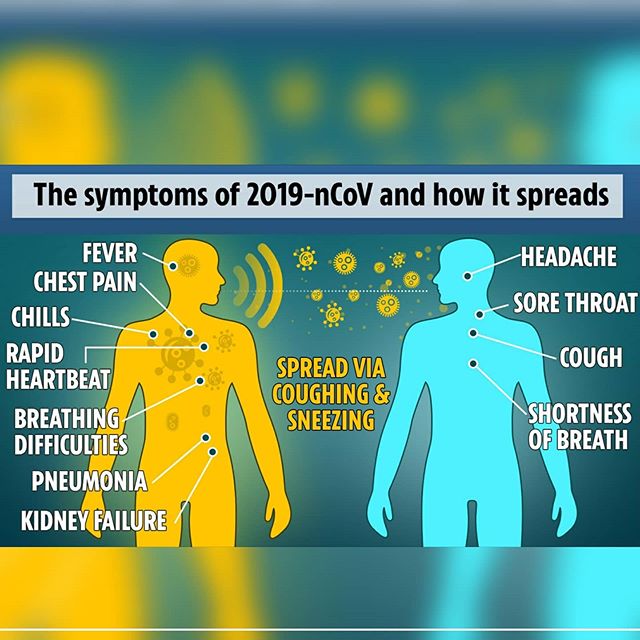 The symptoms of 2019-nCoV and how it spreads
FEVER
CHEST PAIN
CHILLS
RAPID
HEARTBEAT
BREATHING
DIFFICULTIES
PNEUMONIA
KIDNEY FAILURE
SPREAD VIA
COUGHING &
SNEEZING
HEADACHE
SORE THROAT
COUGH
SHORTNESS
OF BREATH